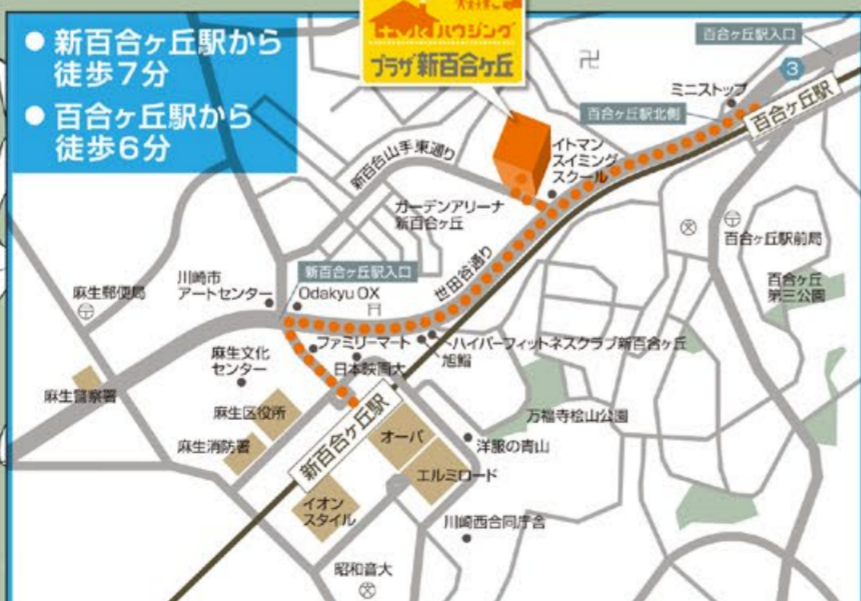 新百合ヶ丘駅から
徒歩7分
百合ヶ丘駅から
徒歩6分
ハウジング
プラザ新百合ヶ丘
百合ヶ丘駅入口
3
ミニストップ
百合ヶ丘駅
百合ヶ丘駅北側
イトマン
スイミング
スクール
新百合山手東通り
ガーデンアリーナ
新百合ヶ丘
百合ヶ丘駅前局
百合ヶ丘
第三公園
世田谷通り
新百合ヶ丘駅入口
川崎市
アートセンター
Odakyu OX
麻生郵便局
ファミリーマート
ハイパーフィットネスクラブ新百合ヶ丘
旭鮨
日本映画大
麻生文化
センター
麻生警察署
麻生区役所
麻生消防署
新百合ヶ丘駅
オーパ
万福寺桧山公園
洋服の青山
エルミロード
イオン
スタイル
川崎西合同庁舎
昭和音大